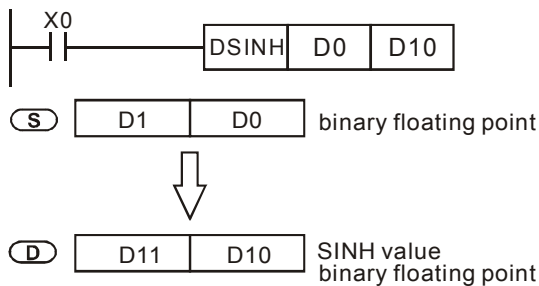 X0
DSINH D0 D10
S D1 D0 binary floating point
D D11 D10 SINH value
binary floating point